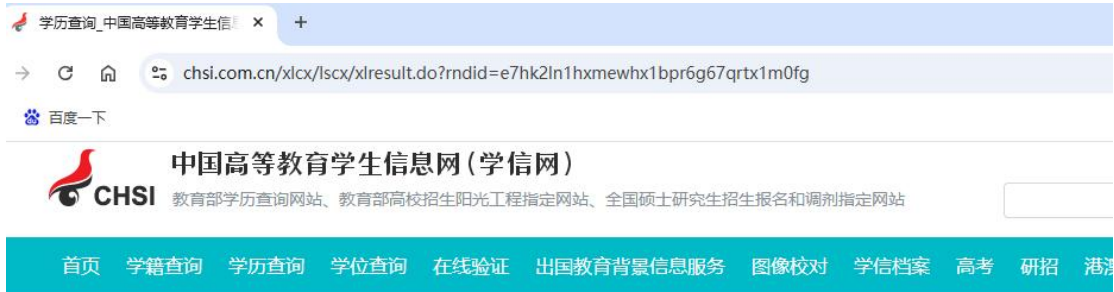 学历查询_中国高等教育学生信
chsi.com.cn/xlcx/lscx/xlresult.do?rndid=e7hk2ln1hxmewhx1bpr6g67qrtx1m0fg
百度一下
中国高等教育学生信息网(学信网)
CHSI 教育部学历查询网站、教育部高校招生阳光工程指定网站、全国硕士研究生招生报名和调剂指定网站
首页 学籍查询 学历查询 学位查询 在线验证 出国教育背景信息服务 图像校对 学信档案 高考 研招 港澳